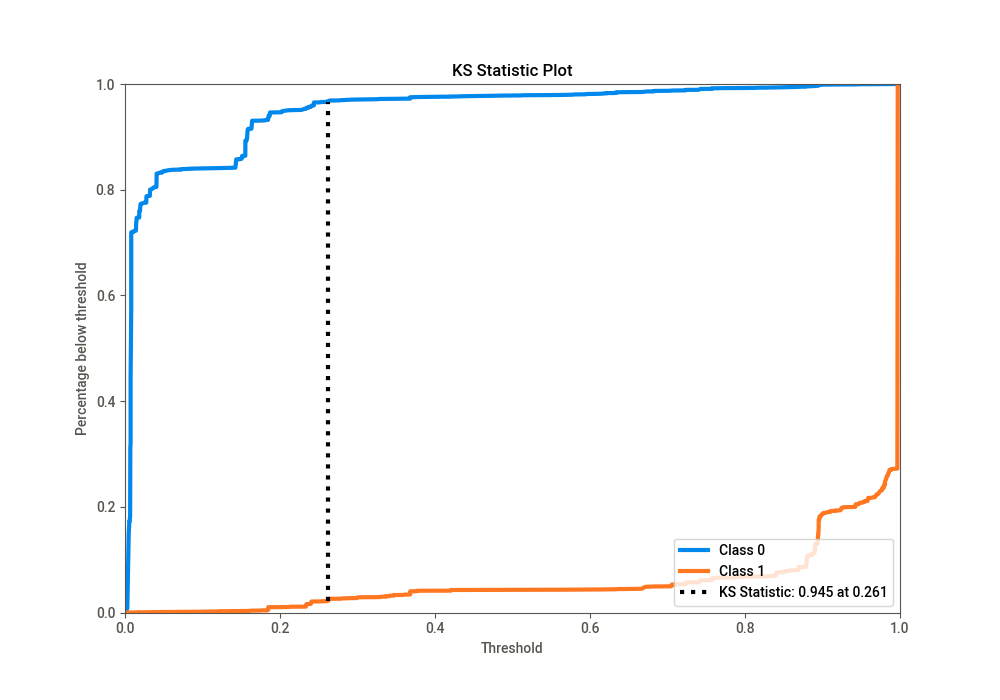 KS Statistic Plot
1.0
0.8
0.6
0.4
0.2
0.0
Percentage below threshold
Class 0
Class 1
KS Statistic: 0.945 at 0.261
0.0 0.2 0.4 0.6 0.8 1.0
Threshold